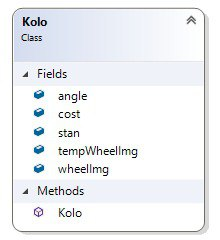 Kolo
Class
Fields
angle
cost
stan
tempWheelImg
wheelImg
Methods
Kolo